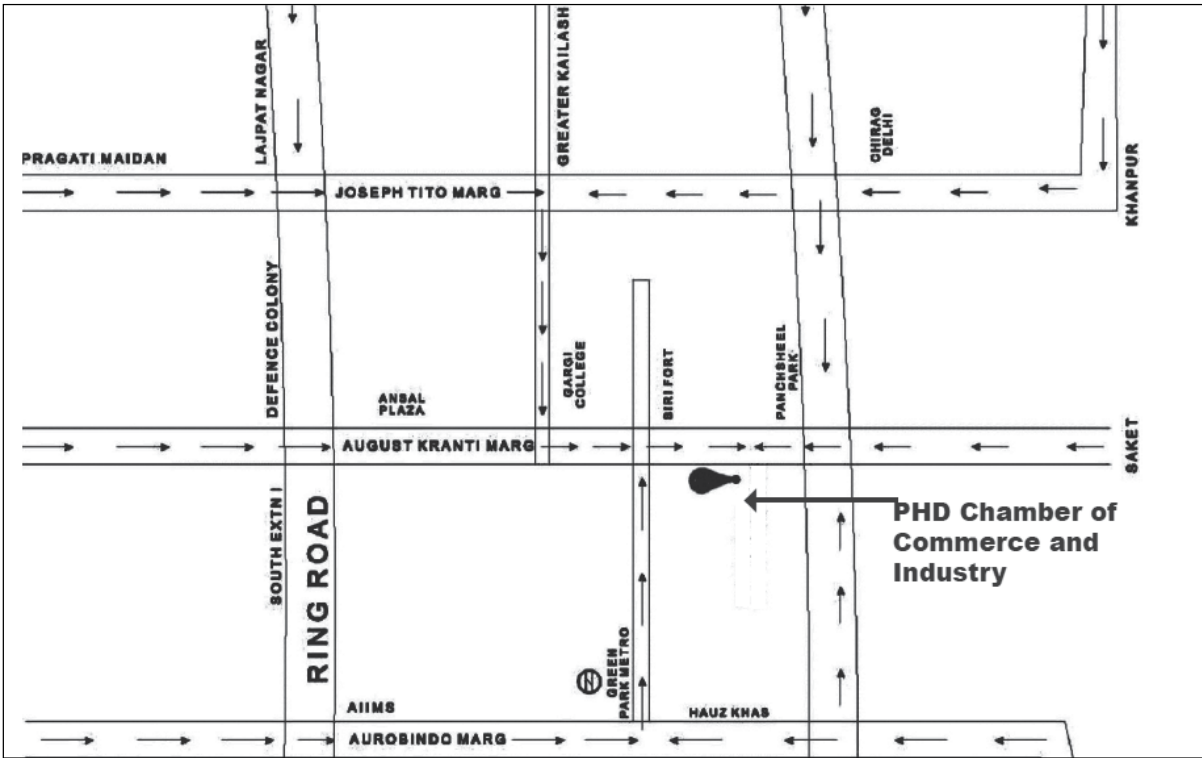 LAJPAT NAGAR
GREATER KAILASH
CHIRAG
DELHI
PRAGATI MAIDAN
KHANPUR
JOSEPH TITO MARG
DEFENCE COLONY
ANSAL
PLAZA
GARGI
COLLEGE
SIRI FORT
PANCHSHEEL
PARK
AUGUST KRANTI MARG
SAKET
SOUTH EXTN I
RING ROAD
PHD Chamber of
Commerce and
Industry
GREEN
PARK METRO
AIIMS
HAUZ KHAS
AUROBINDO MARG